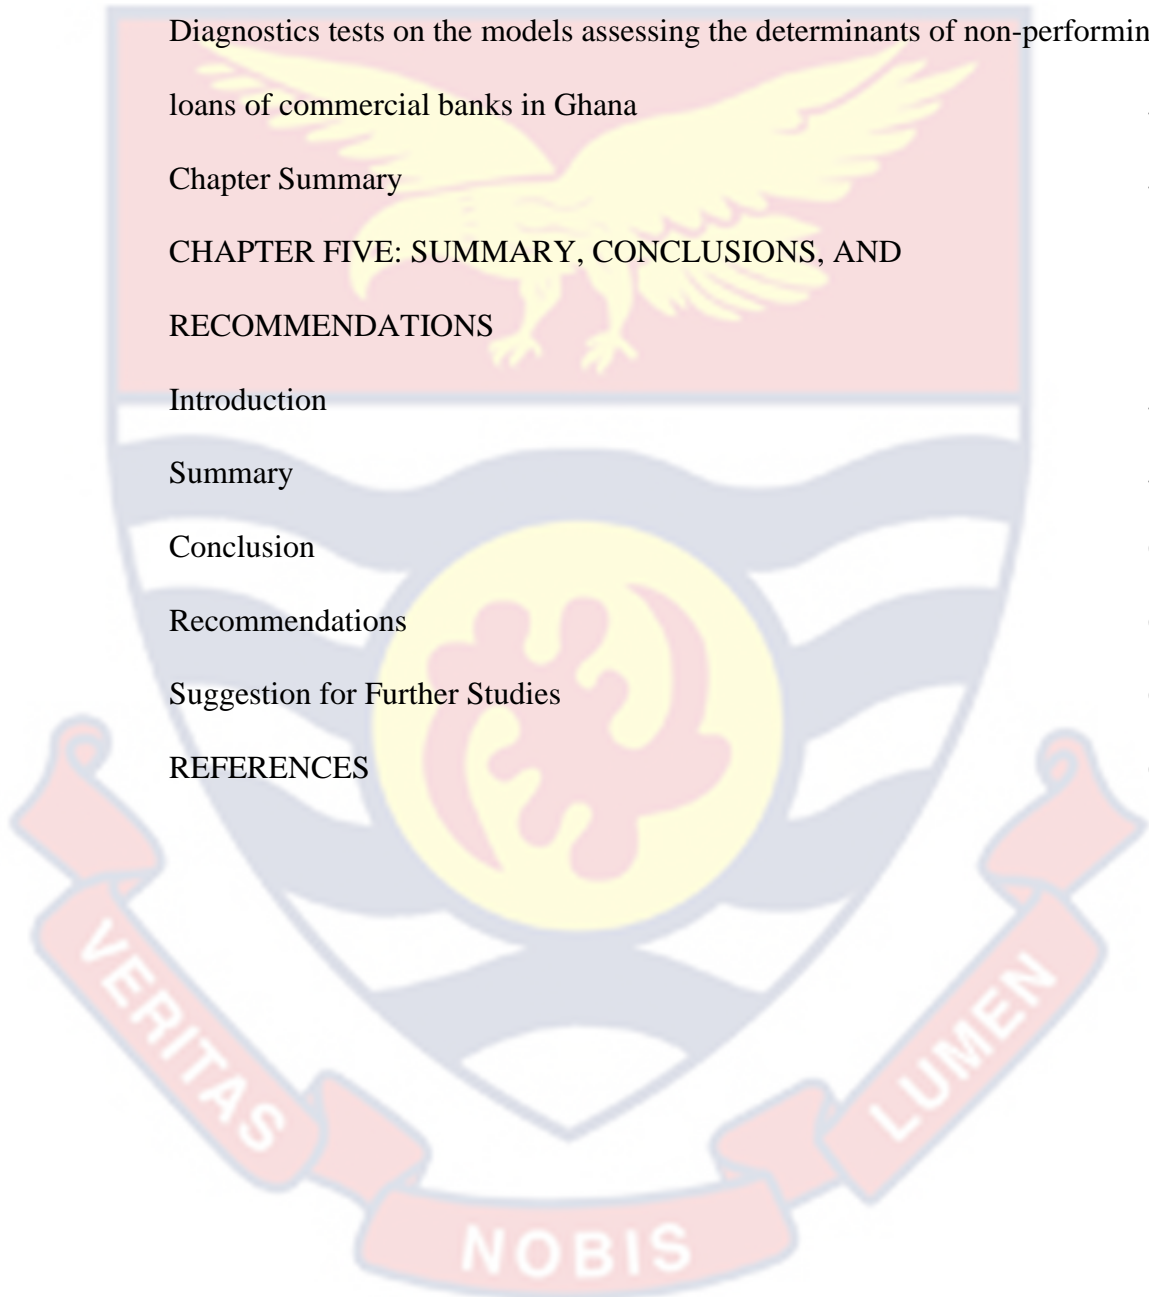 Diagnostics tests on the models assessing the determinants of non-performin
loans of commercial banks in Ghana
Chapter Summary
CHAPTER FIVE: SUMMARY, CONCLUSIONS, AND
RECOMMENDATIONS
Introduction
Summary
Conclusion
Recommendations
Suggestion for Further Studies
REFERENCES
VERITAS
NOBIS
LUMEN